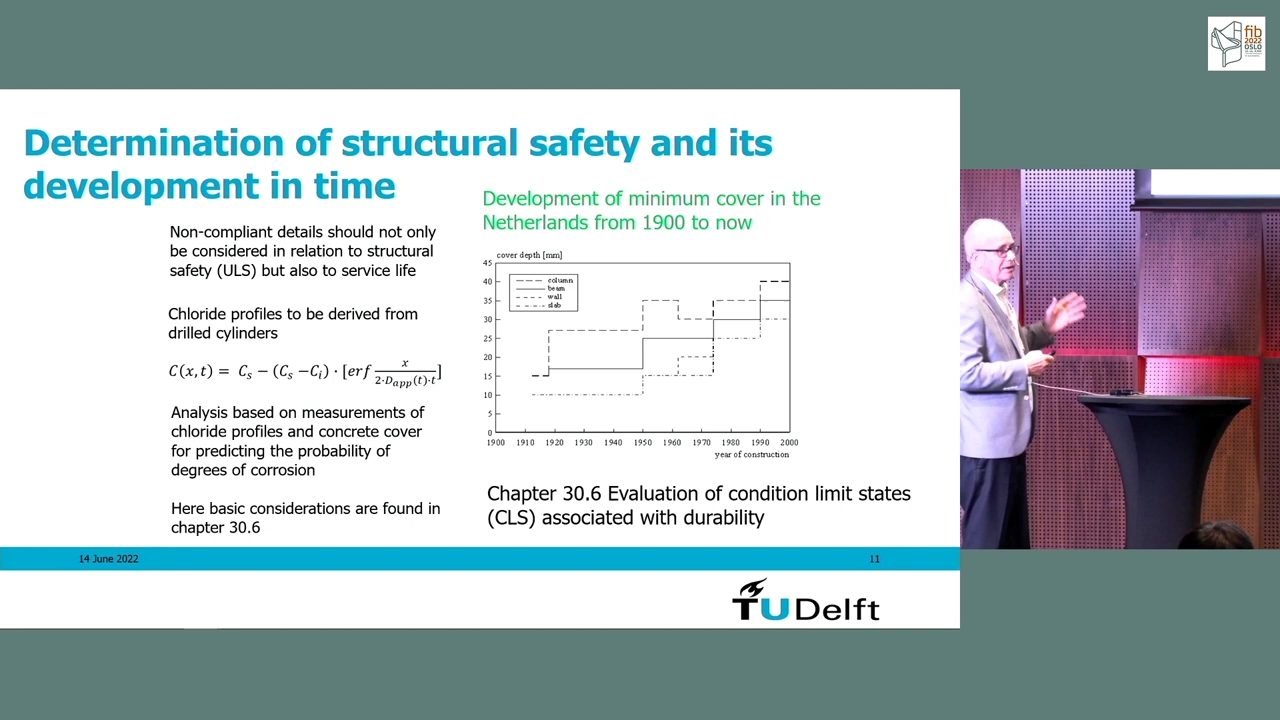 fib
2022
OSLO
Determination of structural safety and its
development in time
Non-compliant details should not only
be considered in relation to structural
safety (ULS) but also to service life
Chloride profiles to be derived from
drilled cylinders
C(x,t) = C_s − (C_s −C_i) · [erf x / 2·D_app(t)·t]
Analysis based on measurements of
chloride profiles and concrete cover
for predicting the probability of
degrees of corrosion
Here basic considerations are found in
chapter 30.6
Development of minimum cover in the
Netherlands from 1900 to now
cover depth [mm]
45
40
35
30
25
20
15
10
5
0
column
beam
wall
slab
1900 1910 1920 1930 1940 1950 1960 1970 1980 1990 2000
year of construction
Chapter 30.6 Evaluation of condition limit states
(CLS) associated with durability
14 June 2022
11
TUDelft